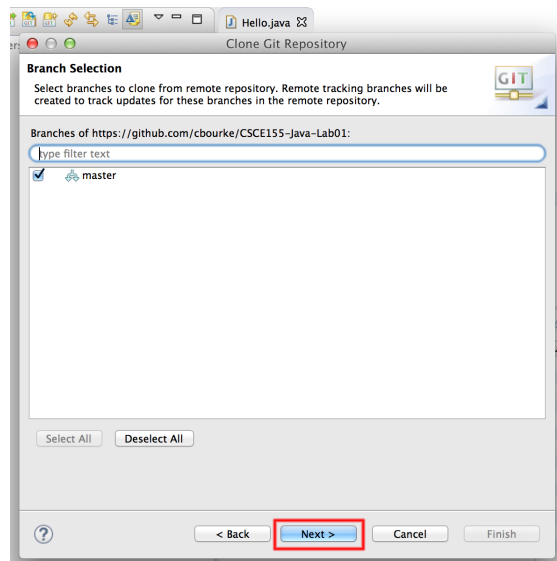 Hello.java
Clone Git Repository
Branch Selection
Select branches to clone from remote repository. Remote tracking branches will be
created to track updates for these branches in the remote repository.
GIT
Branches of https://github.com/cbourke/CSCE155-Java-Lab01:
type filter text
master
Select All Deselect All
? < Back Next > Cancel Finish